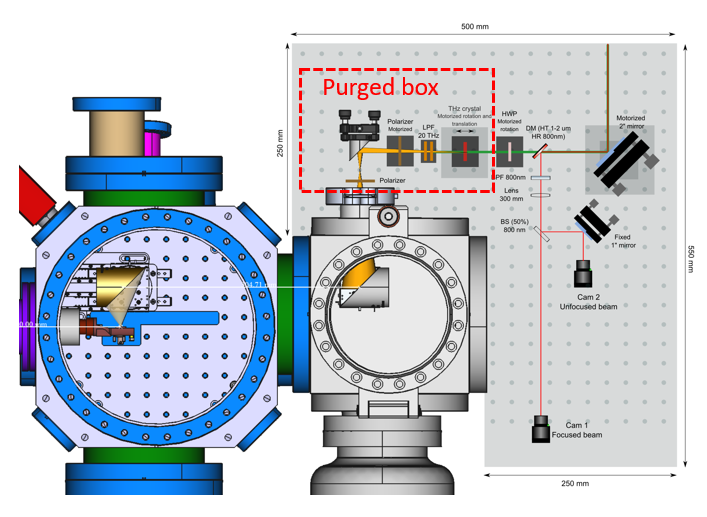 500 mm
Purged box
250 mm
Polarizer
Motorized
LPF
20 THz
THz crystal
Motorized rotation and
translation
HWP
Motorized
rotation
DM (HT 1-2 um
HR 800nm)
Motorized
2" mirror
Polarizer
PF 800nm
Lens
300 mm
BS (50%)
800 nm
Fixed
1" mirror
550 mm
Cam 2
Unfocused beam
Cam 1
Focused beam
250 mm